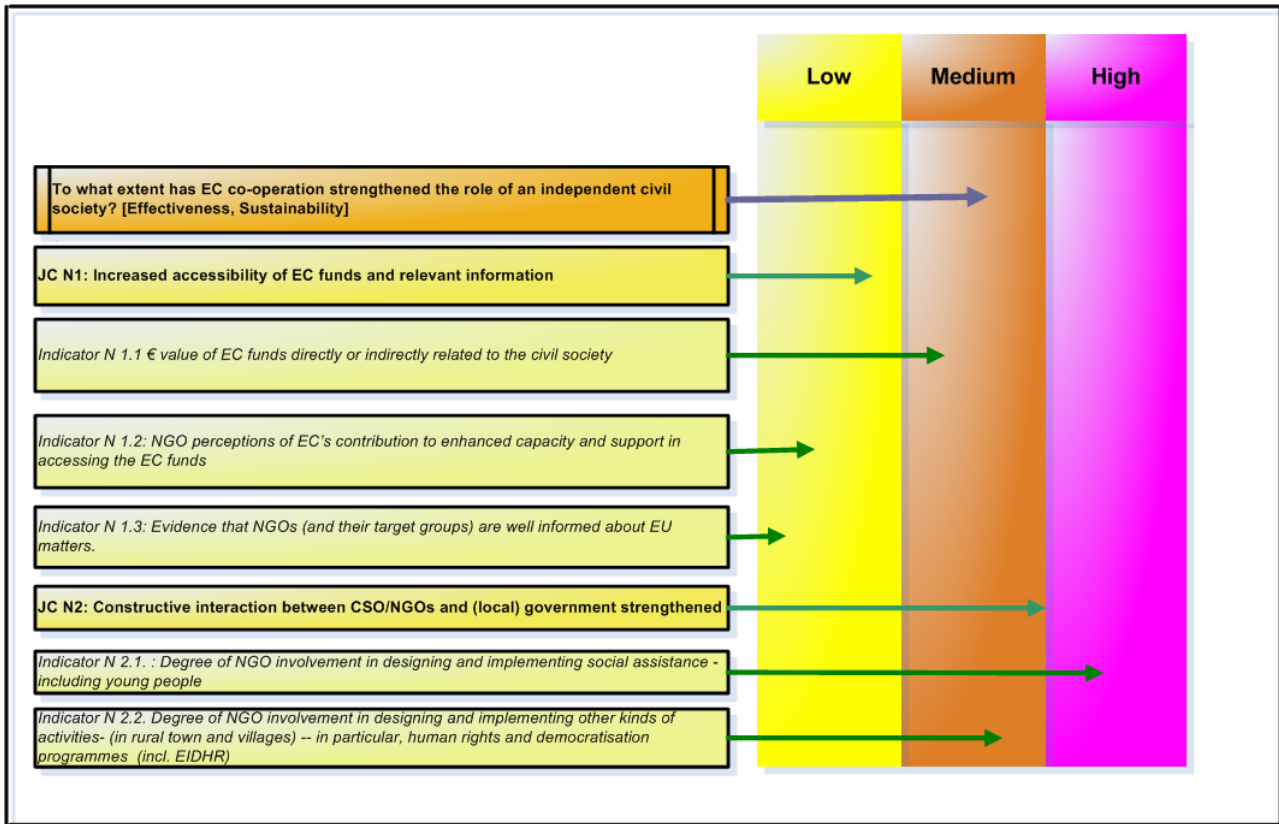 Low Medium High
To what extent has EC co-operation strengthened the role of an independent civil
society? [Effectiveness, Sustainability]
JC N1: Increased accessibility of EC funds and relevant information
Indicator N 1.1 € value of EC funds directly or indirectly related to the civil society
Indicator N 1.2: NGO perceptions of EC's contribution to enhanced capacity and support in
accessing the EC funds
Indicator N 1.3: Evidence that NGOs (and their target groups) are well informed about EU
matters.
JC N2: Constructive interaction between CSO/NGOs and (local) government strengthened
Indicator N 2.1. : Degree of NGO involvement in designing and implementing social assistance -
including young people
Indicator N 2.2. Degree of NGO involvement in designing and implementing other kinds of
activities- (in rural town and villages) -- in particular, human rights and democratisation
programmes (incl. EIDHR)